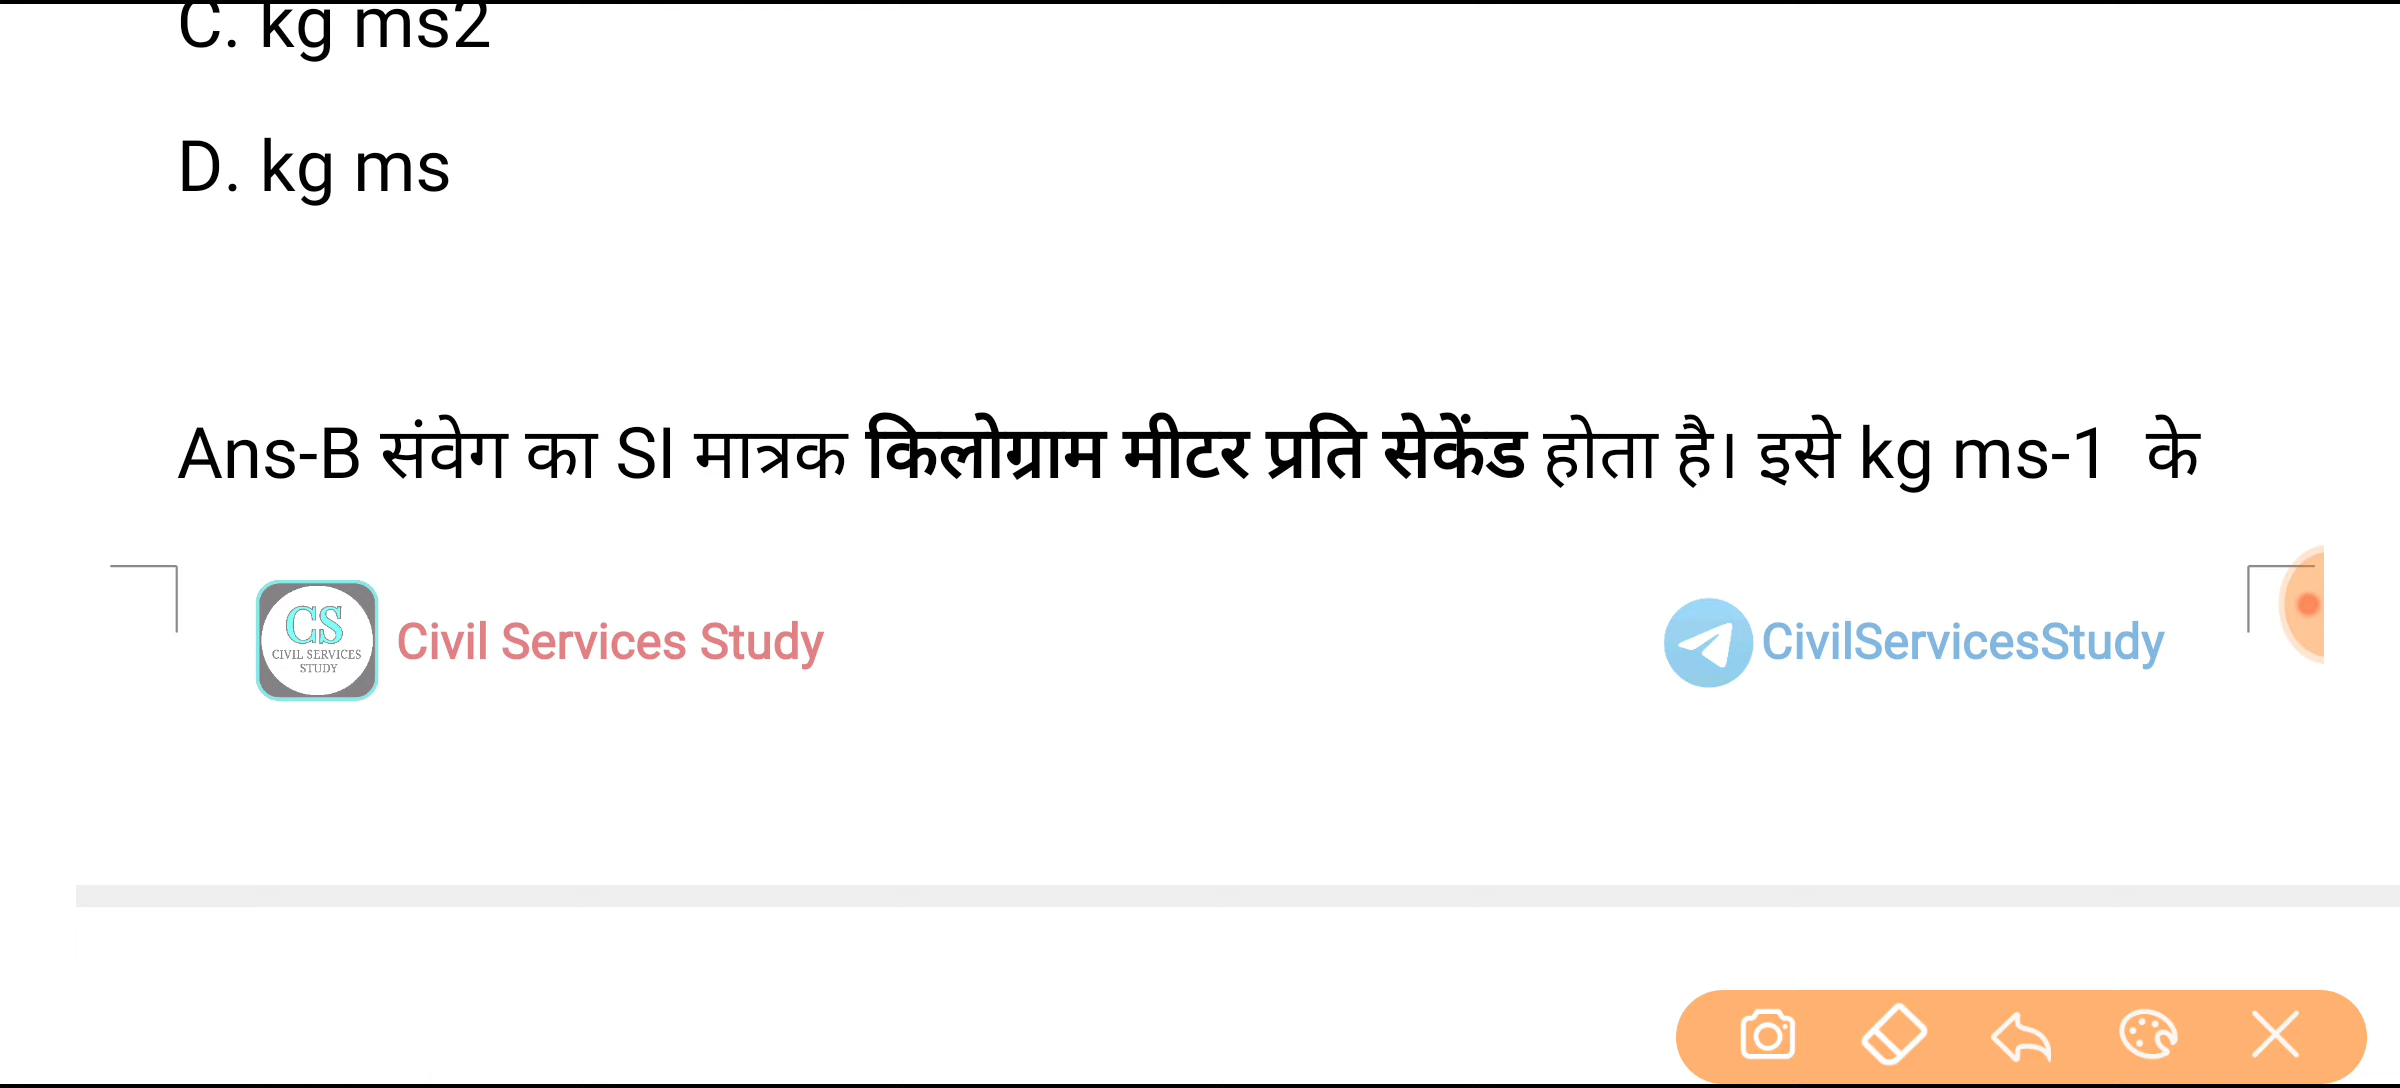 C. kg ms2
D. kg ms
Ans-B संवेग का SI मात्रक किलोग्राम मीटर प्रति सेकेंड होता है। इसे kg ms-1 के
CS
CIVIL SERVICES
STUDY
Civil Services Study
CivilServicesStudy